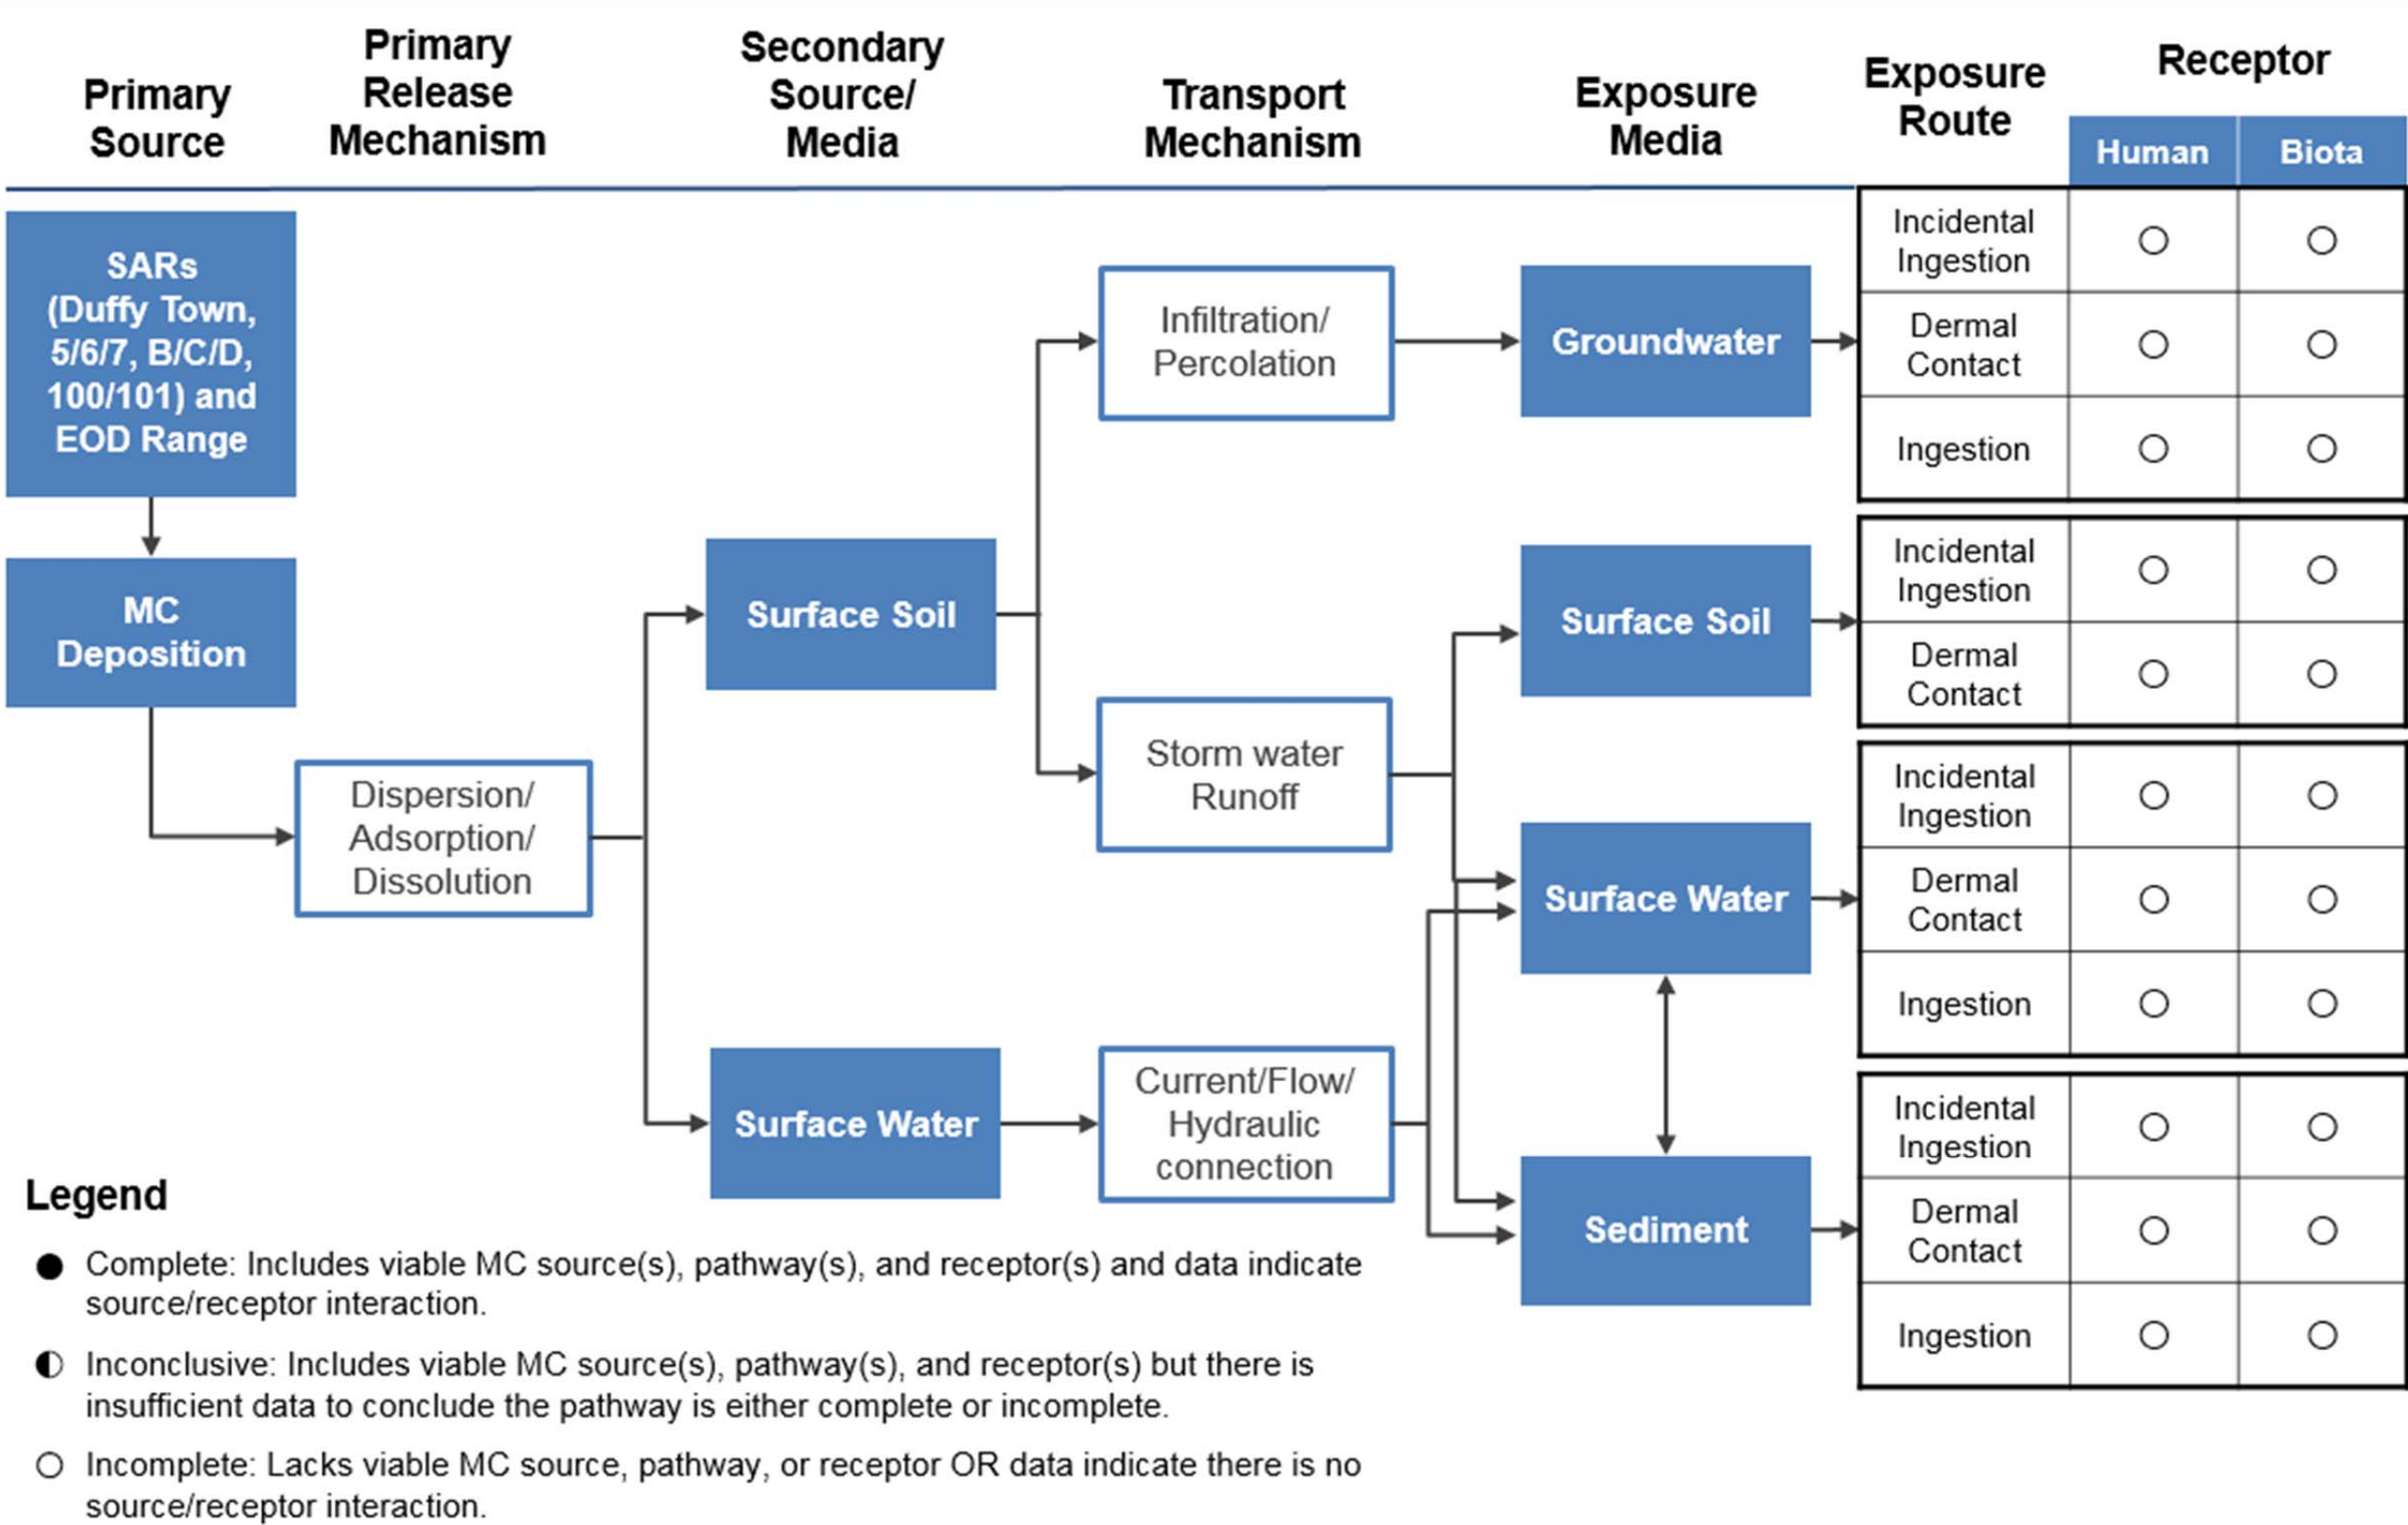 Primary
Source
Primary
Release
Mechanism
Secondary
Source/
Media
Transport
Mechanism
Exposure
Media
Exposure
Route
Receptor
Human
Biota
SARs
(Duffy Town,
5/6/7, B/C/D,
100/101) and
EOD Range
MC
Deposition
Dispersion/
Adsorption/
Dissolution
Surface Soil
Surface Water
Infiltration/
Percolation
Storm water
Runoff
Current/Flow/
Hydraulic
connection
Groundwater
Surface Soil
Surface Water
Sediment
Incidental
Ingestion
Dermal
Contact
Ingestion
Incidental
Ingestion
Dermal
Contact
Incidental
Ingestion
Dermal
Contact
Ingestion
Incidental
Ingestion
Dermal
Contact
Ingestion
Legend
Complete: Includes viable MC source(s), pathway(s), and receptor(s) and data indicate
source/receptor interaction.
Inconclusive: Includes viable MC source(s), pathway(s), and receptor(s) but there is
insufficient data to conclude the pathway is either complete or incomplete.
Incomplete: Lacks viable MC source, pathway, or receptor OR data indicate there is no
source/receptor interaction.